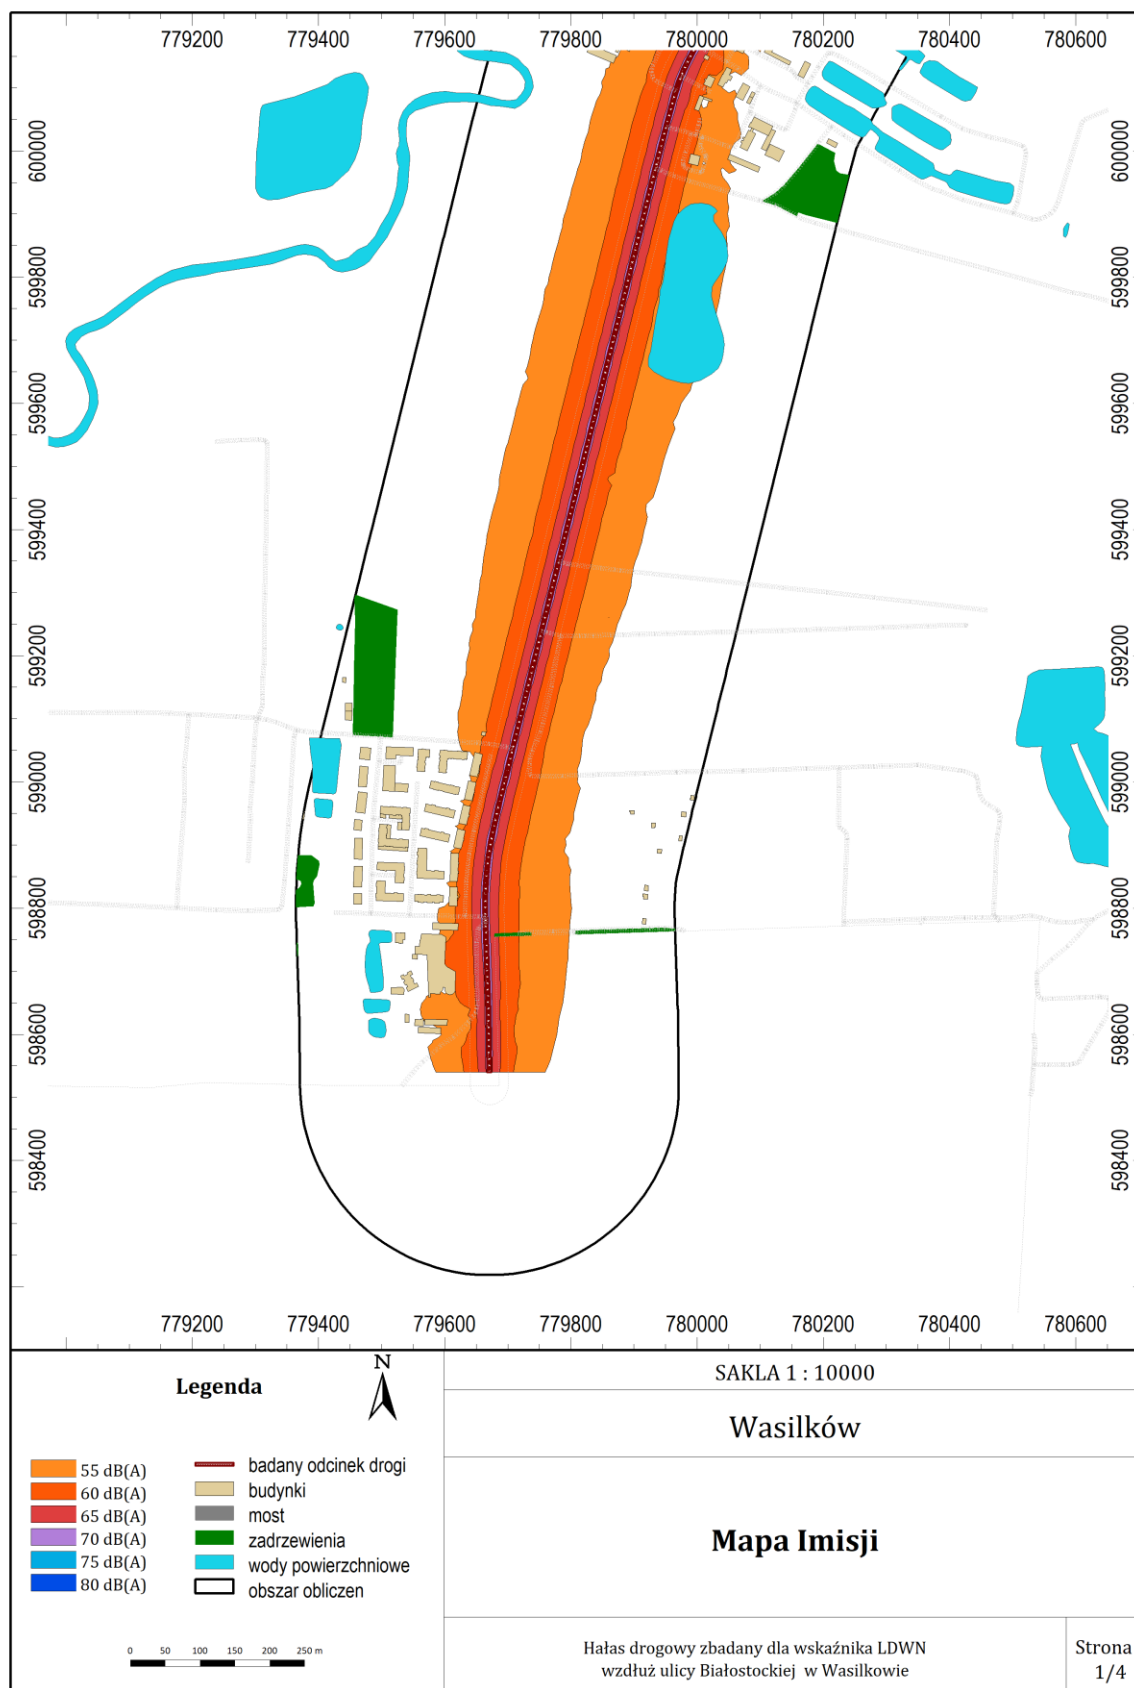 779200 779400 779600 779800 780000 780200 780400 780600
600000 600000
599800 599800
599600 599600
599400 599400
599200 599200
599000 599000
598800 598800
598600 598600
598400 598400
779200 779400 779600 779800 780000 780200 780400 780600
Legenda
N
55 dB(A)
60 dB(A)
65 dB(A)
70 dB(A)
75 dB(A)
80 dB(A)
badany odcinek drogi
budynki
most
zadrzewienia
wody powierzchniowe
obszar obliczen
0 50 100 150 200 250 m
SAKLA 1 : 10000
Wasilków
Mapa Imisji
Hałas drogowy zbadany dla wskaźnika LDWN
wzdłuż ulicy Białostockiej w Wasilkowie
Strona
1/4